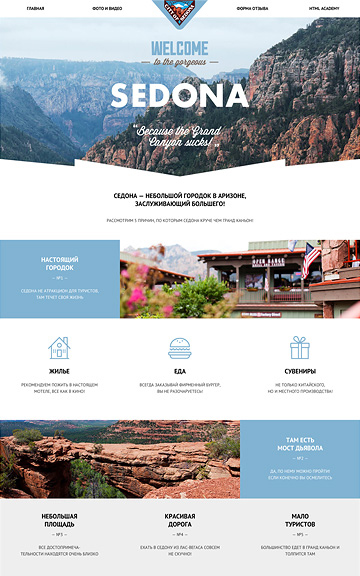 ГЛАВНАЯ ФОТО И ВИДЕО ФОРМА ОТЗЫВА HTML ACADEMY
WELCOME
to the gorgeous
SEDONA
"Because the Grand
Canyon sucks!"
СЕДОНА — НЕБОЛЬШОЙ ГОРОДОК В АРИЗОНЕ,
ЗАСЛУЖИВАЮЩИЙ БОЛЬШЕГО!
РАССМОТРИМ 5 ПРИЧИН, ПО КОТОРЫМ СЕДОНА КРУЧЕ ЧЕМ ГРАНД КАНЬОН!
НАСТОЯЩИЙ
ГОРОДОК
— №1 —
СЕДОНА НЕ АТТРАКЦИОН ДЛЯ ТУРИСТОВ,
ТАМ ТЕЧЕТ СВОЯ ЖИЗНЬ
OPEN RANGE
ЖИЛЬЕ
РЕКОМЕНДУЕМ ПОЖИТЬ В НАСТОЯЩЕМ
МОТЕЛЕ, ВСЕ КАК В КИНО!
ЕДА
ВСЕГДА ЗАКАЗЫВАЙ ФИРМЕННЫЙ БУРГЕР,
ВЫ НЕ РАЗОЧАРУЕТЕСЬ!
СУВЕНИРЫ
НЕ ТОЛЬКО КИТАЙСКОГО,
НО И МЕСТНОГО ПРОИЗВОДСТВА!
ТАМ ЕСТЬ
МОСТ ДЬЯВОЛА
— №2 —
ДА, ПО НЕМУ МОЖНО ПРОЙТИ!
ЕСЛИ КОНЕЧНО ВЫ ОСМЕЛИТЕСЬ
НЕБОЛЬШАЯ
ПЛОЩАДЬ
— №3 —
ВСЕ ДОСТОПРИМЕЧА-
ТЕЛЬНОСТИ НАХОДЯТСЯ ОЧЕНЬ БЛИЗКО
КРАСИВАЯ
ДОРОГА
— №4 —
ЕХАТЬ В СЕДОНУ ИЗ ЛАС-ВЕГАСА СОВСЕМ
НЕ СКУЧНО!
МАЛО
ТУРИСТОВ
— №5 —
БОЛЬШИНСТВО ЕДЕТ В ГРАНД КАНЬОН И
ТОЛПИТСЯ ТАМ